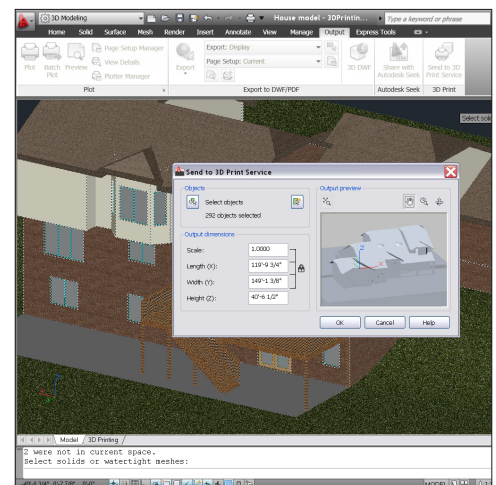 3D Modeling
House model - 3DPrintin...
Type a keyword or phrase
Home Solid Surface Mesh Render Insert Annotate View Manage Output Express Tools
Plot
Batch Plot
Preview
Page Setup Manager
View Details
Plotter Manager
Export
Export: Display
Page Setup: Current
3D DWF
Share with Autodesk Seek
Send to 3D Print Service
Plot
Export to DWF/PDF
Autodesk Seek
3D Print
Select soli
Send to 3D Print Service
Objects
Select objects
292 objects selected
Output dimensions
Scale: 1.0000
Length (X): 119'-9 3/4"
Width (Y): 149'-1 3/8"
Height (Z): 40'-6 1/2"
Output preview
Z
X
OK
Cancel
Help
Model
3D Printing
2 were not in current space.
Select solids or watertight meshes:
MODEL